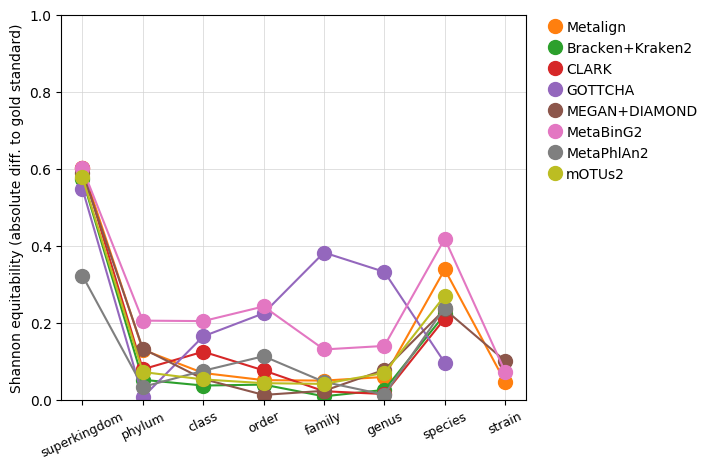 Shannon equitability (absolute diff. to gold standard)
1.0
0.8
0.6
0.4
0.2
0.0
superkingdom
phylum
class
order
family
genus
species
strain
Metalign
Bracken+Kraken2
CLARK
GOTTCHA
MEGAN+DIAMOND
MetaBinG2
MetaPhlAn2
mOTUs2